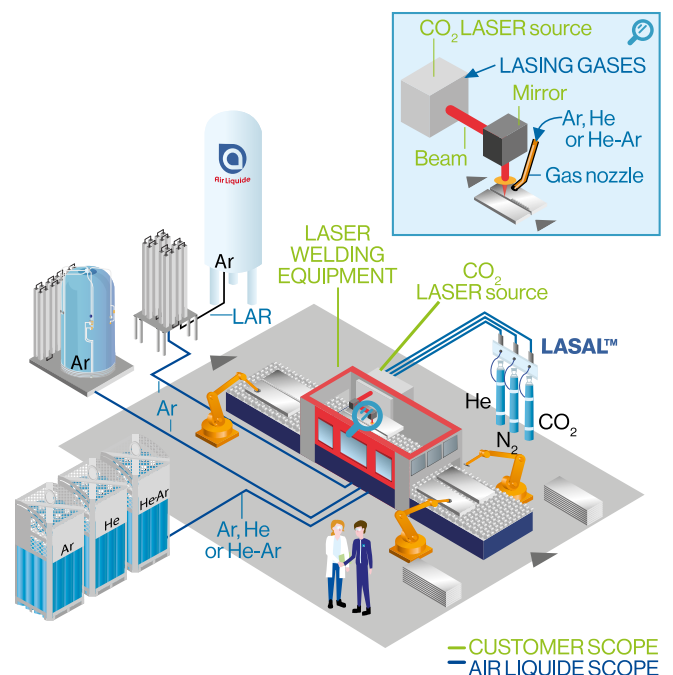 CO₂ LASER source
LASING GASES
Mirror
Ar, He
or He-Ar
Beam
Gas nozzle
Air Liquide
Ar
LASER
WELDING
EQUIPMENT
CO₂
LASER source
LAR
LASAL™
Ar
He
N₂
CO₂
Ar
Ar
He
He-Ar
Ar, He
or He-Ar
CUSTOMER SCOPE
AIR LIQUIDE SCOPE